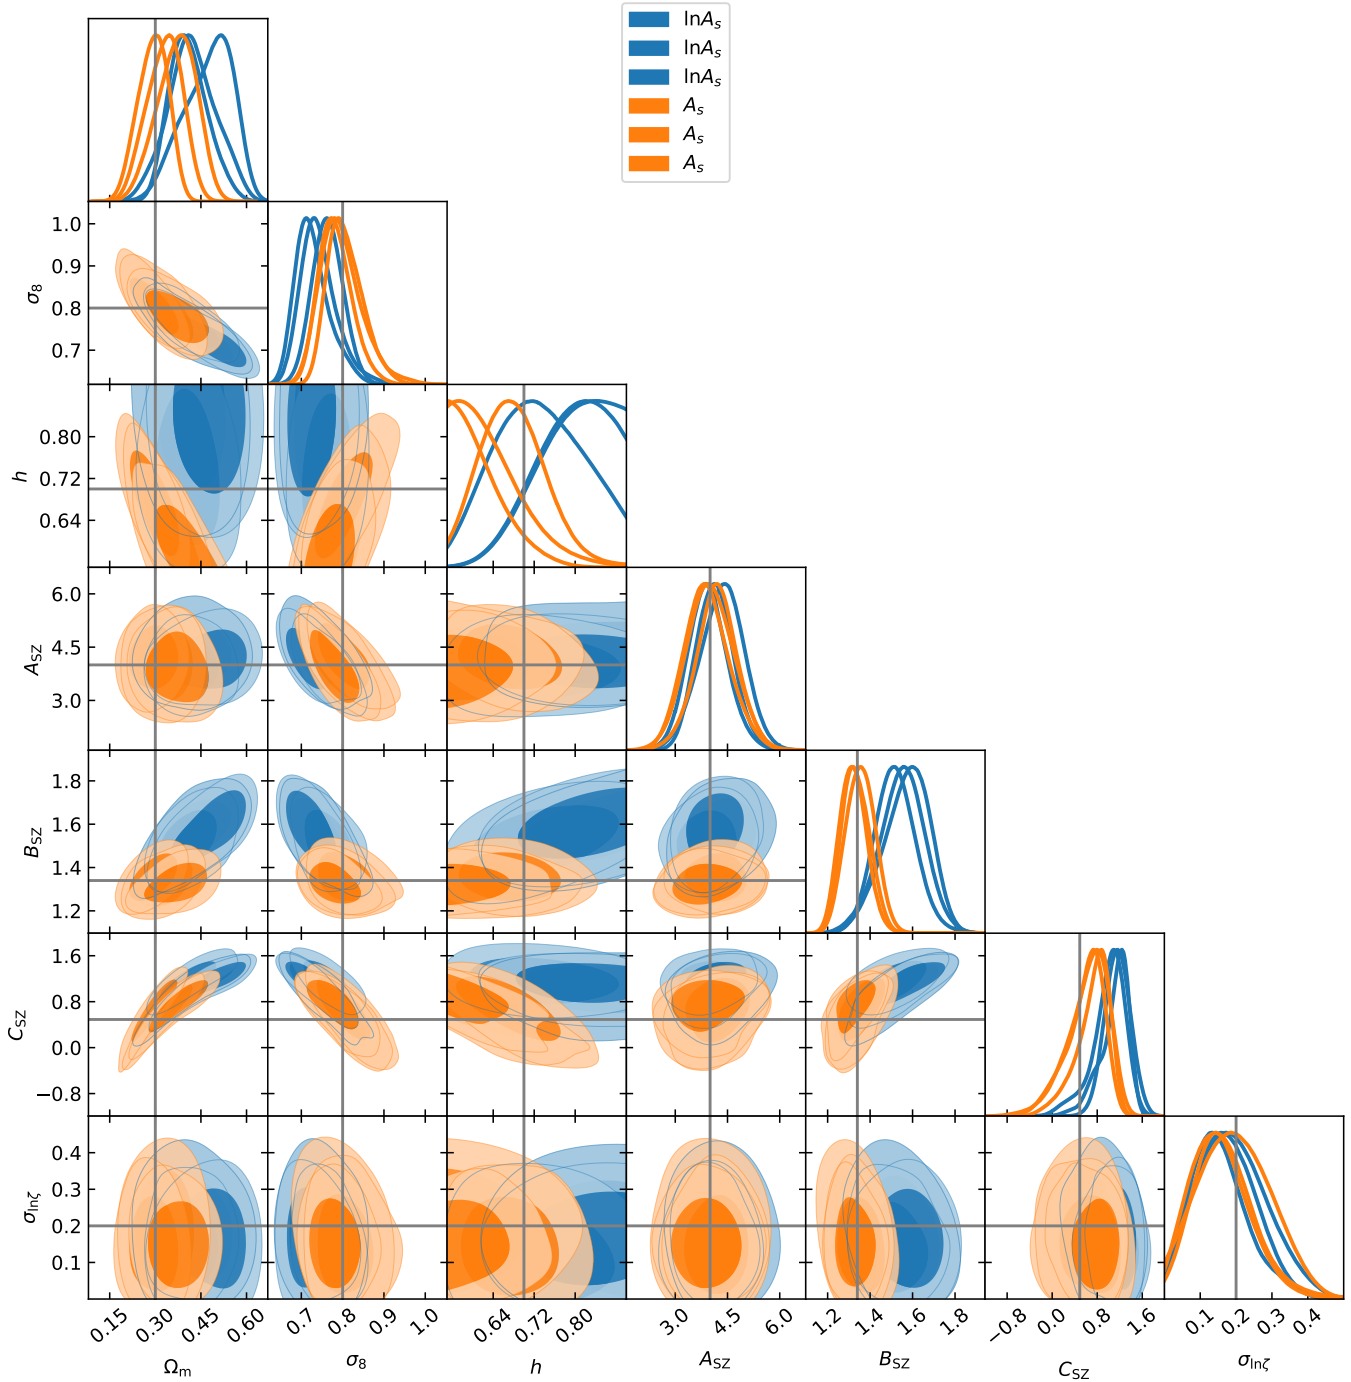 lnA_s
lnA_s
lnA_s
A_s
A_s
A_s
1.0
0.9
0.8
0.7
σ_8
0.80
0.72
0.64
h
6.0
4.5
3.0
A_SZ
1.8
1.6
1.4
1.2
B_SZ
1.6
0.8
0.0
−0.8
C_SZ
0.4
0.3
0.2
0.1
σ_lnζ
0.15 0.30 0.45 0.60 0.7 0.8 0.9 1.0 0.64 0.72 0.80 3.0 4.5 6.0 1.2 1.4 1.6 1.8 −0.8 0.0 0.8 1.6 0.1 0.2 0.3 0.4
Ω_m σ_8 h A_SZ B_SZ C_SZ σ_lnζ